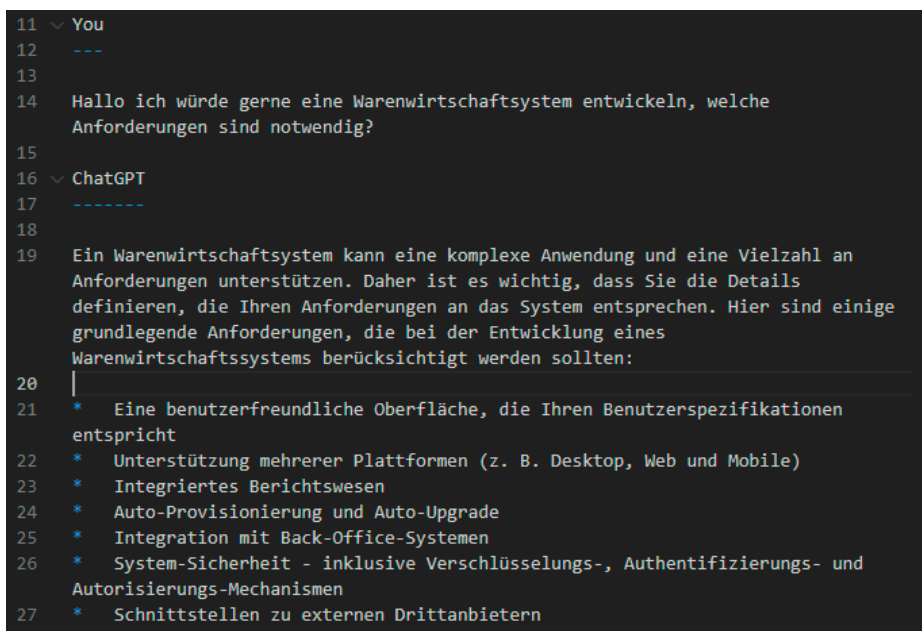 11 You
12 ---
13
14 Hallo ich würde gerne eine Warenwirtschaftsystem entwickeln, welche
Anforderungen sind notwendig?
15
16 ChatGPT
17 -------
18
19 Ein Warenwirtschaftsystem kann eine komplexe Anwendung und eine Vielzahl an
Anforderungen unterstützen. Daher ist es wichtig, dass Sie die Details
definieren, die Ihren Anforderungen an das System entsprechen. Hier sind einige
grundlegende Anforderungen, die bei der Entwicklung eines
Warenwirtschaftssystems berücksichtigt werden sollten:
20
21 * Eine benutzerfreundliche Oberfläche, die Ihren Benutzerspezifikationen
entspricht
22 * Unterstützung mehrerer Plattformen (z. B. Desktop, Web und Mobile)
23 * Integriertes Berichtswesen
24 * Auto-Provisionierung und Auto-Upgrade
25 * Integration mit Back-Office-Systemen
26 * System-Sicherheit - inklusive Verschlüsselungs-, Authentifizierungs- und
Autorisierungs-Mechanismen
27 * Schnittstellen zu externen Drittanbietern